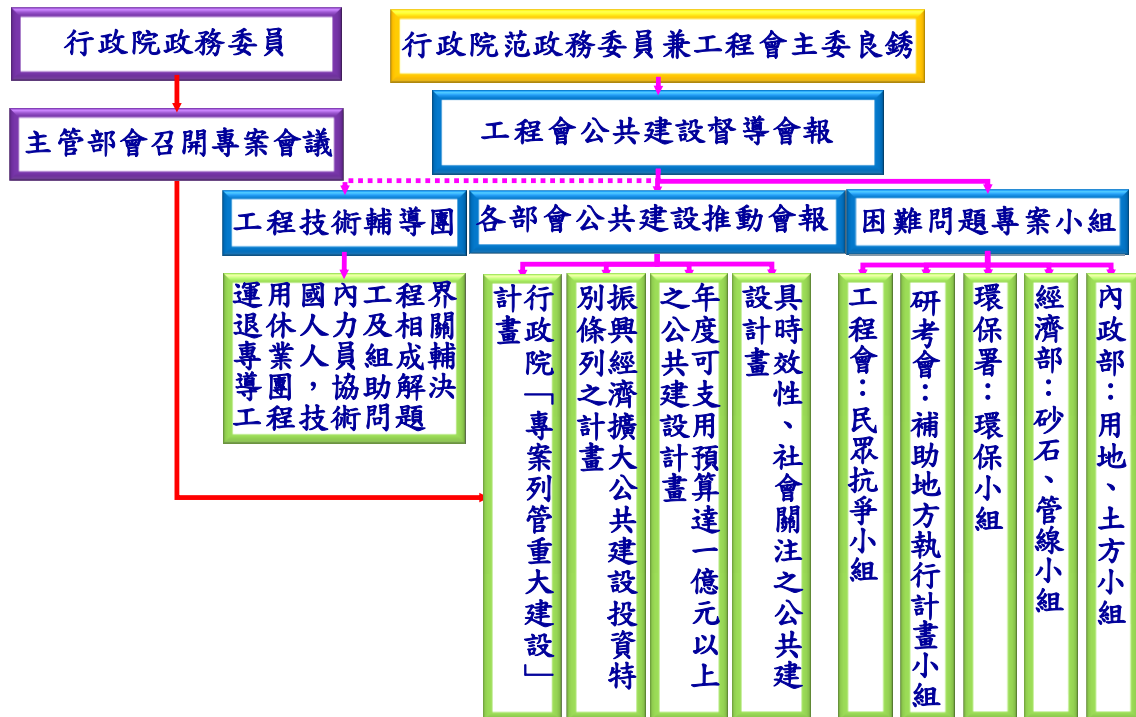 行政院政務委員
行政院范政務委員兼工程會主委良銹
主管部會召開專案會議
工程會公共建設督導會報
工程技術輔導團
各部會公共建設推動會報
困難問題專案小組
運用國內工程界
退休人力及相關
專業人員組成輔
導團，協助解決
工程技術問題
行政院「專案列管重大建設」
計畫
振興經濟擴大公共建設投資特
別條列之計畫
年度可支用預算達一億元以上
之公共建設計畫
具時效性、社會關注之公共建
設計畫
工程會：民眾抗爭小組
研考會：補助地方執行計畫小組
環保署：環保小組
經濟部：砂石、管線小組
內政部：用地、土方小組